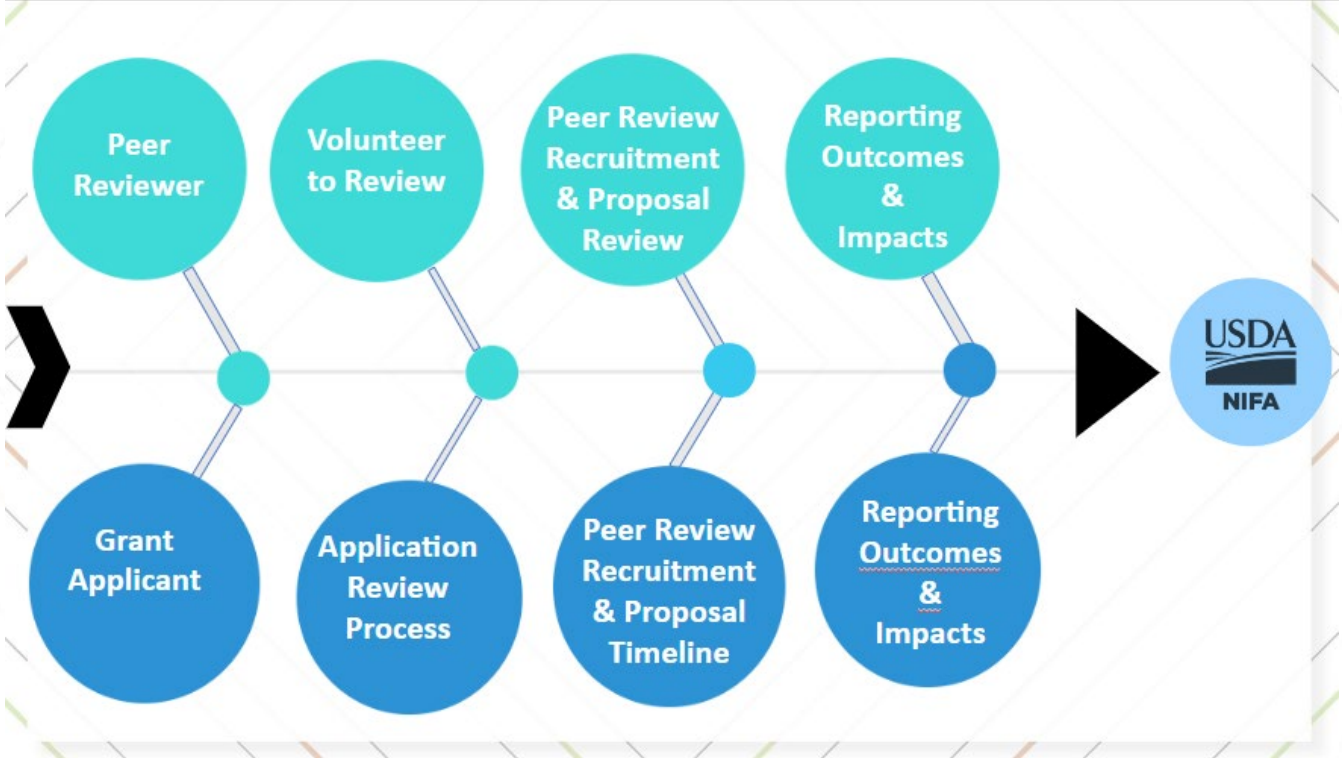 Peer
Reviewer
Volunteer
to Review
Peer Review
Recruitment
& Proposal
Review
Reporting
Outcomes
&
Impacts
USDA
NIFA
Grant
Applicant
Application
Review
Process
Peer Review
Recruitment
& Proposal
Timeline
Reporting
Outcomes
&
Impacts